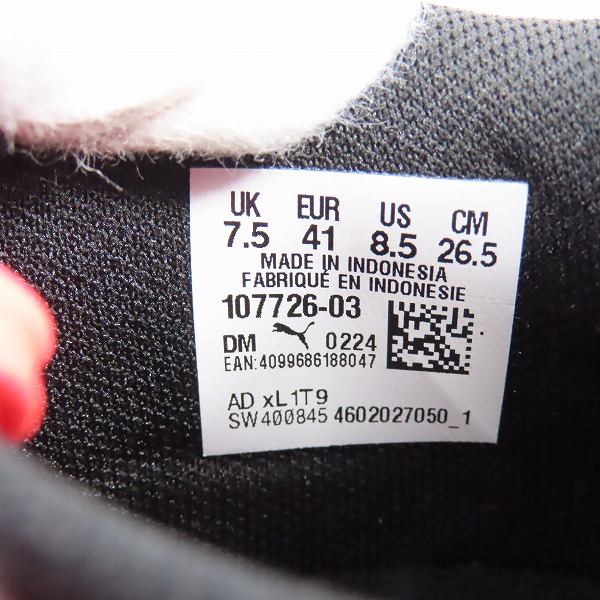 UK EUR US CM
7.5 41 8.5 26.5
MADE IN INDONESIA
FABRIQUÉ EN INDONESIE
107726-03
DM 0224
EAN:4099686188047
AD xL1T9
SW400845 4602027050_1